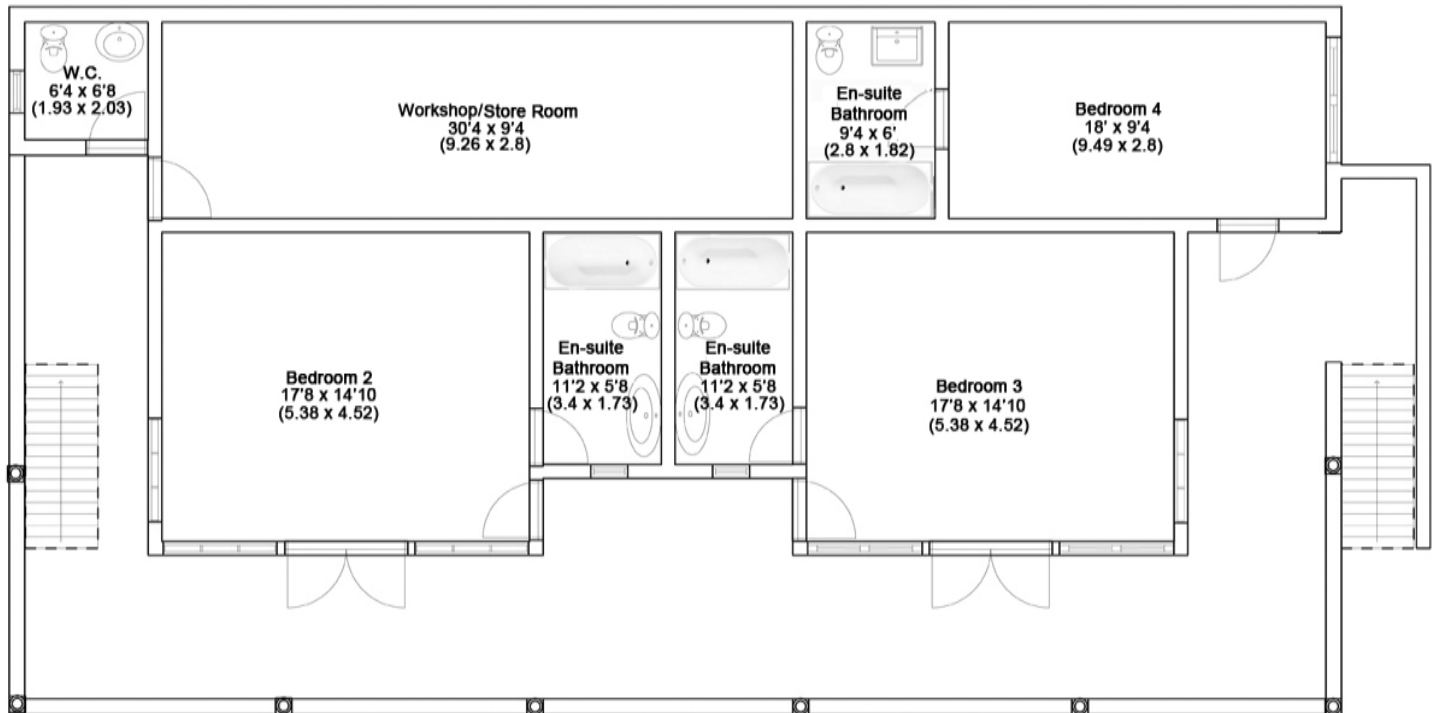 W.C.
6'4 x 6'8
(1.93 x 2.03)
Workshop/Store Room
30'4 x 9'4
(9.26 x 2.8)
En-suite
Bathroom
9'4 x 6'
(2.8 x 1.82)
Bedroom 4
18' x 9'4
(9.49 x 2.8)
Bedroom 2
17'8 x 14'10
(5.38 x 4.52)
En-suite
Bathroom
11'2 x 5'8
(3.4 x 1.73)
En-suite
Bathroom
11'2 x 5'8
(3.4 x 1.73)
Bedroom 3
17'8 x 14'10
(5.38 x 4.52)